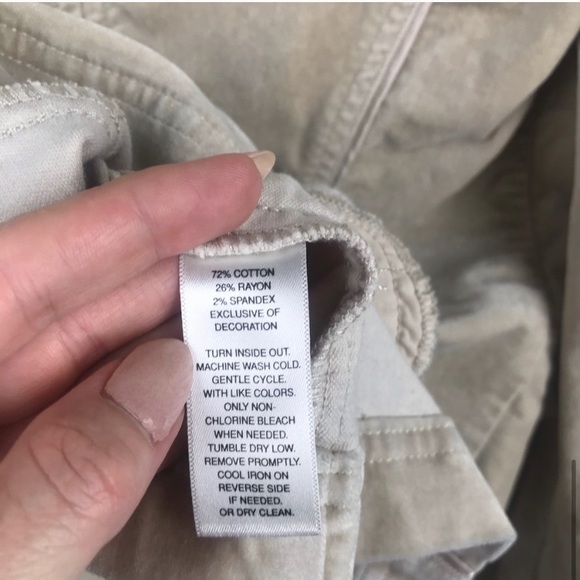 72% COTTON
26% RAYON
2% SPANDEX
EXCLUSIVE OF
DECORATION
TURN INSIDE OUT.
MACHINE WASH COLD.
GENTLE CYCLE.
WITH LIKE COLORS.
ONLY NON-
CHLORINE BLEACH
WHEN NEEDED.
TUMBLE DRY LOW.
REMOVE PROMPTLY.
COOL IRON ON
REVERSE SIDE
IF NEEDED.
OR DRY CLEAN.